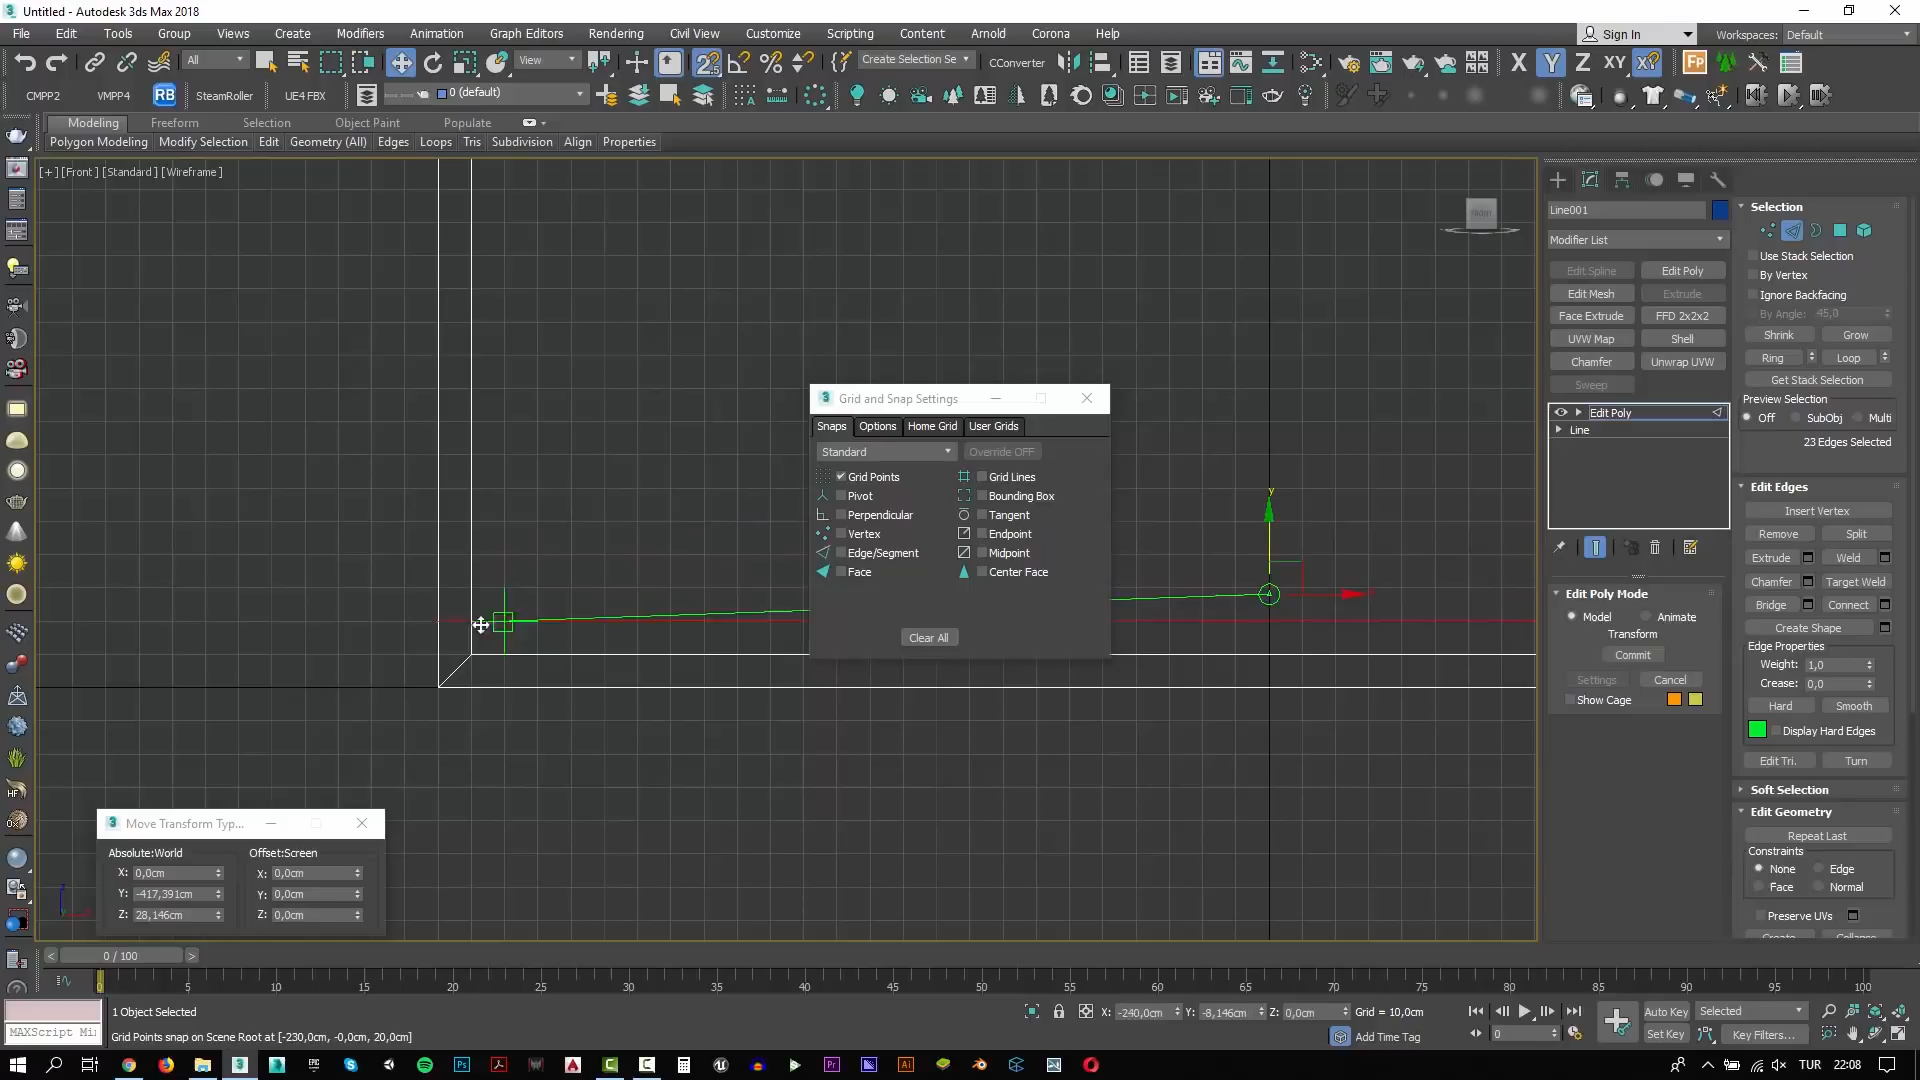 Untitled - Autodesk 3ds Max 2018
File Edit Tools Group Views Create Modifiers Animation Graph Editors Rendering Civil View Customize Scripting Content Arnold Corona Help
Sign In Workspaces: Default
All View Create Selection Se CConverter X Y Z XY
CMPP2 VMPP4 RB SteamRoller UE4 FBX 0 (default)
Modeling Freeform Selection Object Paint Populate
Polygon Modeling Modify Selection Edit Geometry (All) Edges Loops Tris Subdivision Align Properties
[+] [Front ] [Standard ] [Wireframe ]
FRONT
y
Grid and Snap Settings
Snaps Options Home Grid User Grids
Standard Override OFF
Grid Points Grid Lines
Pivot Bounding Box
Perpendicular Tangent
Vertex Endpoint
Edge/Segment Midpoint
Face Center Face
Clear All
Move Transform Typ...
Absolute:World Offset:Screen
X: 0,0cm X: 0,0cm
Y: -417,391cm Y: 0,0cm
Z: 28,146cm Z: 0,0cm
Line001
Modifier List
Edit Spline Edit Poly
Edit Mesh Extrude
Face Extrude FFD 2x2x2
UVW Map Shell
Chamfer Unwrap UVW
Sweep
Edit Poly
Line
Edit Poly Mode
Model Animate
Transform
Commit
Settings Cancel
Show Cage
Selection
Use Stack Selection
By Vertex
Ignore Backfacing
By Angle: 45,0
Shrink Grow
Ring Loop
Get Stack Selection
Preview Selection
Off SubObj Multi
23 Edges Selected
Edit Edges
Insert Vertex
Remove Split
Extrude Weld
Chamfer Target Weld
Bridge Connect
Create Shape
Edge Properties
Weight: 1,0
Crease: 0,0
Hard Smooth
Display Hard Edges
Edit Tri. Turn
Soft Selection
Edit Geometry
Repeat Last
Constraints
None Edge
Face Normal
Preserve UVs
Create Collapse
< 0 / 100 >
0 5 10 15 20 25 30 35 40 45 50 55 60 65 70 75 80 85 90 95 100
1 Object Selected X: -240,0cm Y: -8,146cm Z: 0,0cm Grid = 10,0cm Auto Key Selected
MAXScript Mi
Grid Points snap on Scene Root at [-230,0cm, -0,0cm, 20,0cm] Add Time Tag 0 Set Key Key Filters...
TUR 22:08